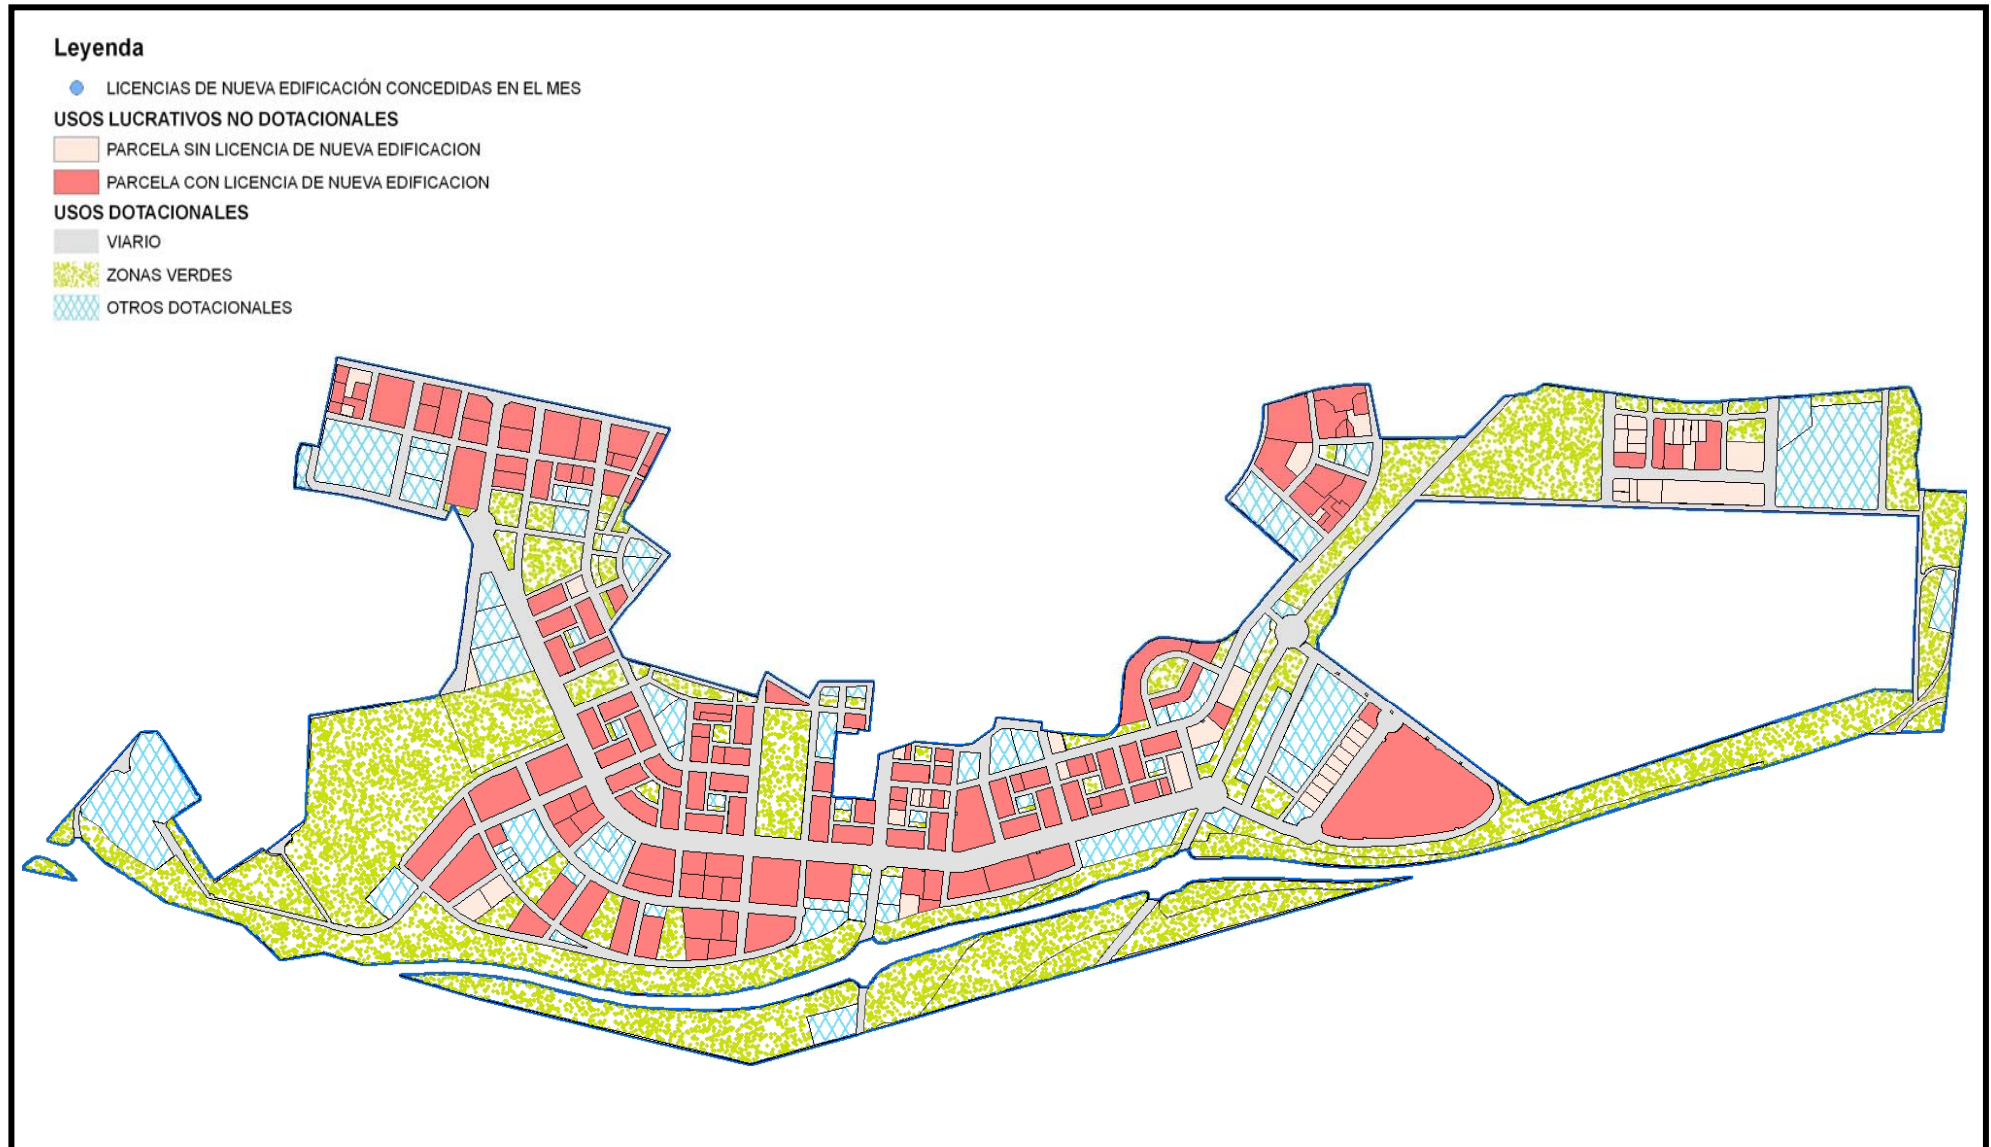 Leyenda
LICENCIAS DE NUEVA EDIFICACIÓN CONCEDIDAS EN EL MES
USOS LUCRATIVOS NO DOTACIONALES
PARCELA SIN LICENCIA DE NUEVA EDIFICACION
PARCELA CON LICENCIA DE NUEVA EDIFICACION
USOS DOTACIONALES
VIARIO
ZONAS VERDES
OTROS DOTACIONALES